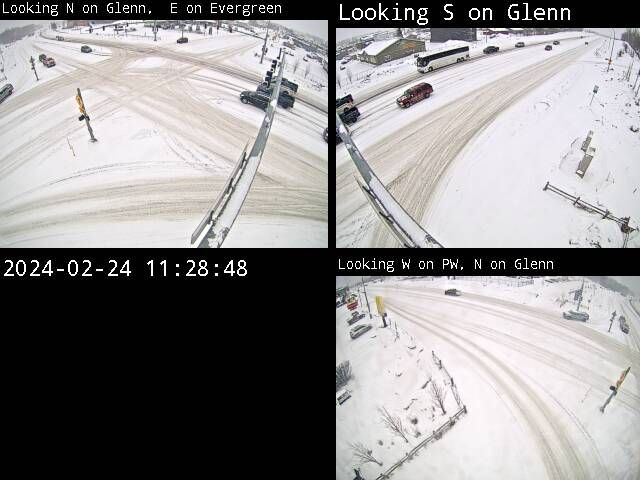 Looking N on Glenn,  E on Evergreen
Looking S on Glenn
2024-02-24 11:28:48
Looking W on PW, N on Glenn